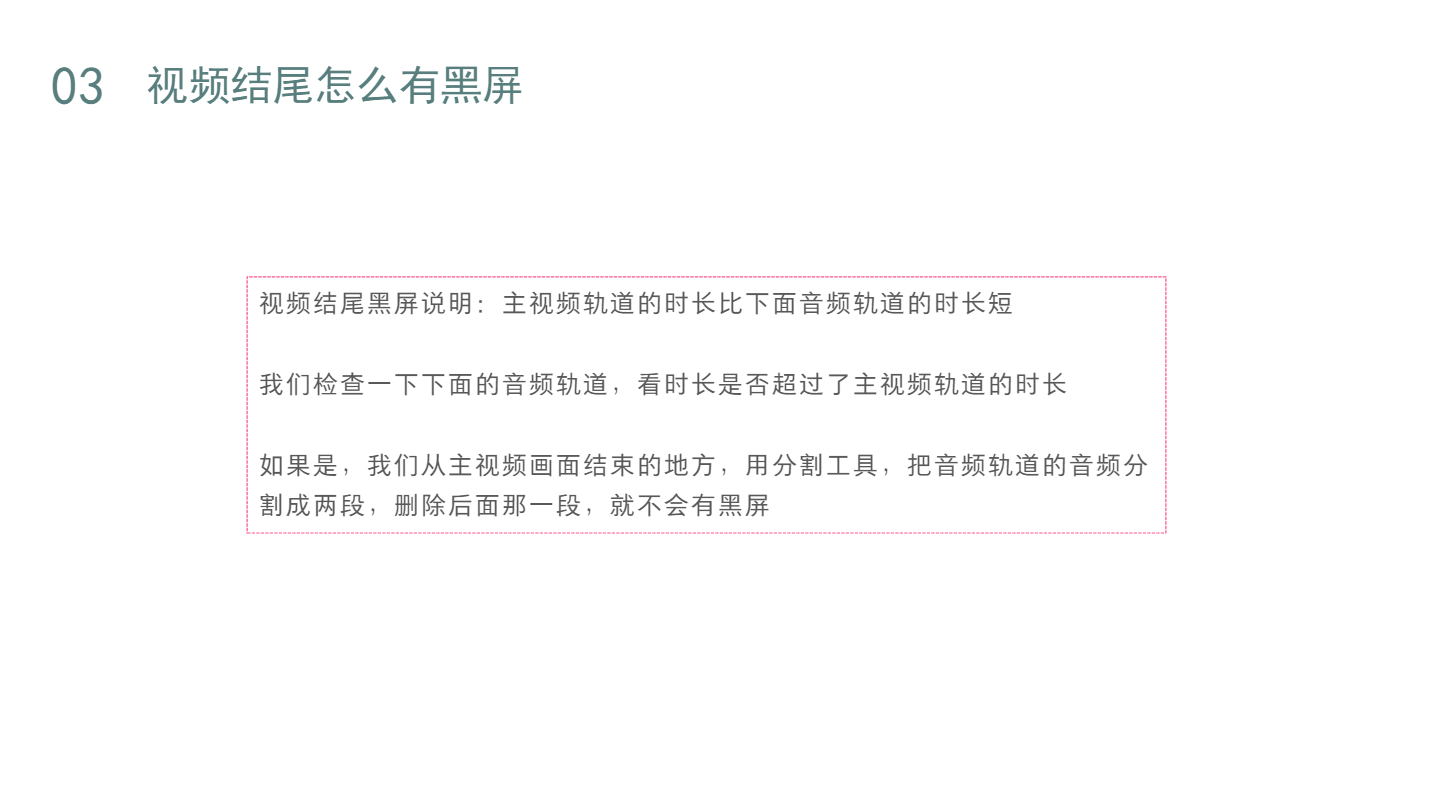 03 视频结尾怎么有黑屏
视频结尾黑屏说明：主视频轨道的时长比下面音频轨道的时长短
我们检查一下下面的音频轨道，看时长是否超过了主视频轨道的时长
如果是，我们从主视频画面结束的地方，用分割工具，把音频轨道的音频分
割成两段，删除后面那一段，就不会有黑屏